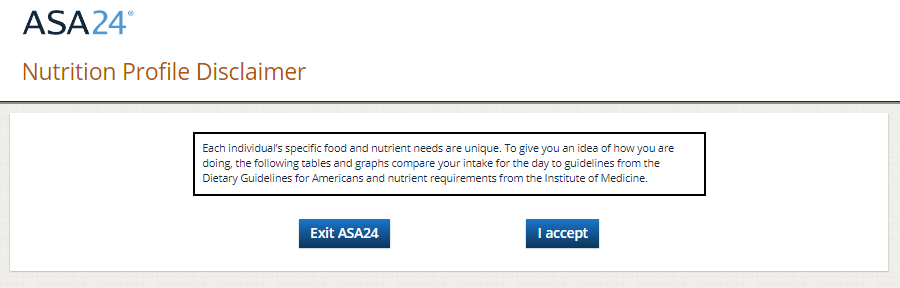 ASA24®
Nutrition Profile Disclaimer
Each individual's specific food and nutrient needs are unique. To give you an idea of how you are
doing, the following tables and graphs compare your intake for the day to guidelines from the
Dietary Guidelines for Americans and nutrient requirements from the Institute of Medicine.
Exit ASA24
I accept